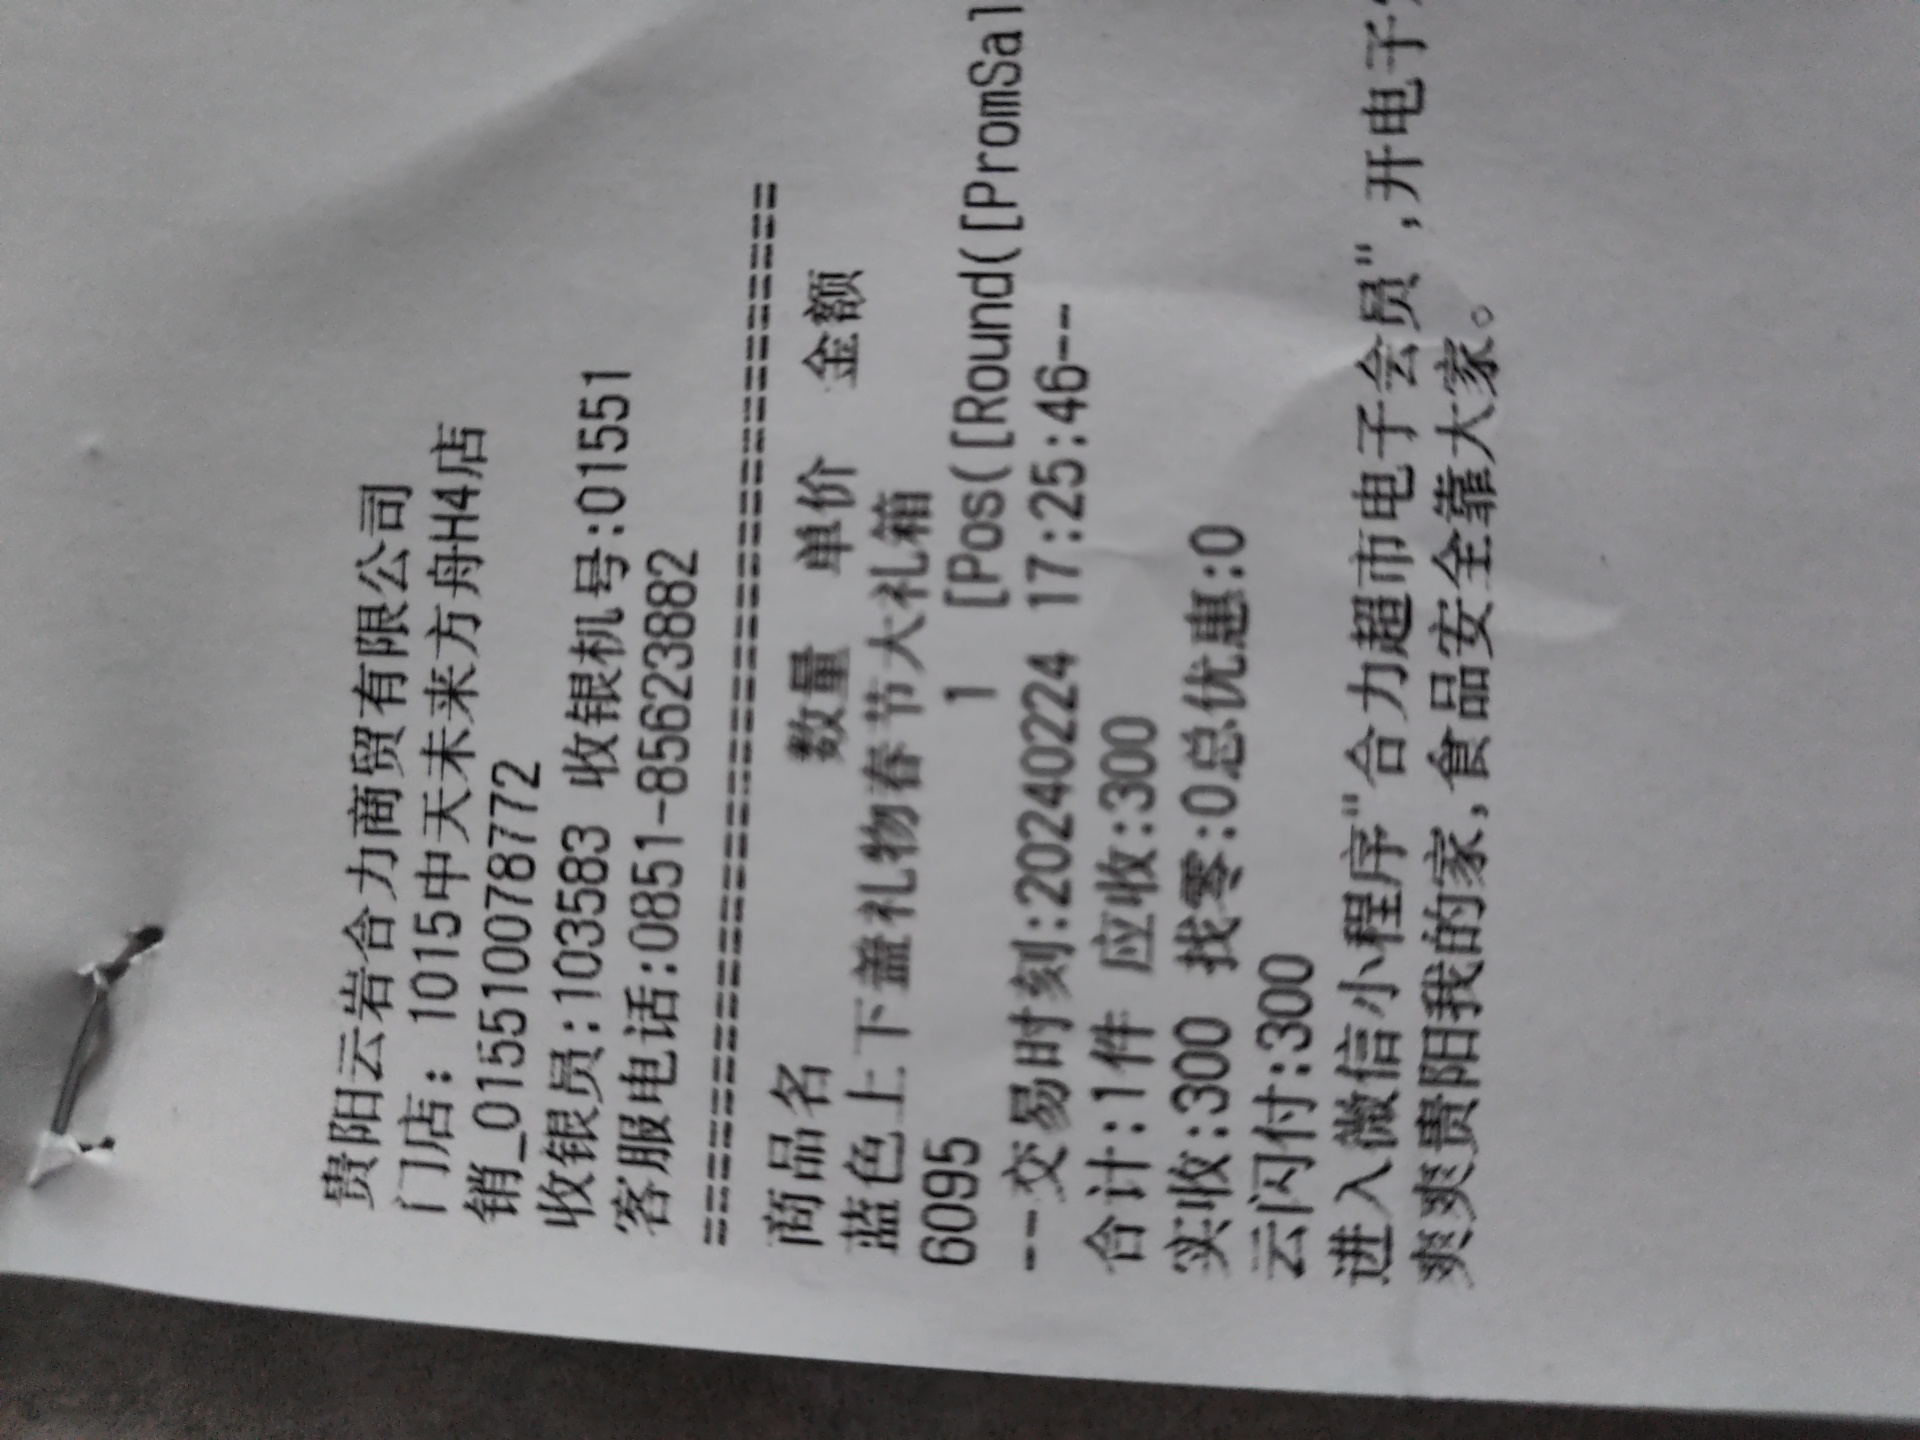 贵阳云岩合力商贸有限公司
门店: 1015中天未来方舟H4店
销_015510078772
收银员:103583 收银机号:01551
客服电话:0851-85623882
========================================
商品名 数量 单价 金额
蓝色上下盖礼物春节大礼箱
6095 1 [Pos([Round([PromSal
---交易时刻:20240224 17:25:46---
合计:1件 应收:300
实收:300 找零:0总优惠:0
云闪付:300
进入微信小程序"合力超市电子会员",开电子
爽爽贵阳我的家,食品安全靠大家。